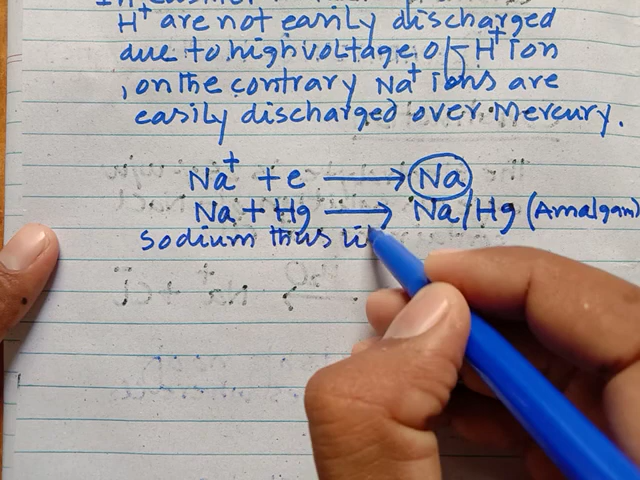 H⁺ are not easily discharged
due to high voltage of H⁺ ion
, on the contrary Na⁺ ions are
easily discharged over Mercury.
Na⁺ + e ⟶ Na
Na + Hg ⟶ Na/Hg (Amalgam)
sodium thus li